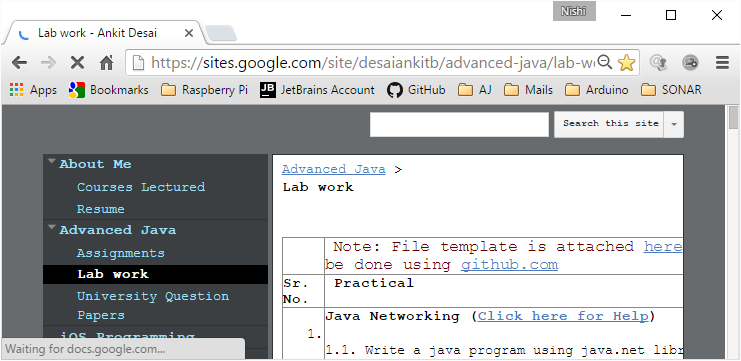 Nishi
Lab work - Ankit Desai
https://sites.google.com/site/desaiankitb/advanced-java/lab-w
Apps Bookmarks Raspberry Pi JetBrains Account GitHub AJ Mails Arduino SONAR
Search this site
About Me
Courses Lectured
Resume
Advanced Java
Assignments
Lab work
University Question
Papers
iOS Programming
Advanced Java >
Lab work
Note: File template is attached here
be done using github.com
Sr.
No.
Practical
Java Networking (Click here for Help)
1.
1.1. Write a java program using java.net libr
Waiting for docs.google.com...